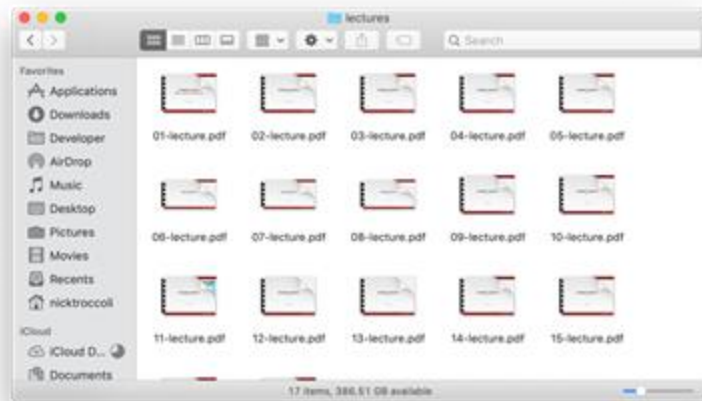 lectures
Search
Favorites
Applications
Downloads
Developer
AirDrop
Music
Desktop
Pictures
Movies
Recents
nicktroccoli
iCloud
iCloud D...
Documents
01-lecture.pdf 02-lecture.pdf 03-lecture.pdf 04-lecture.pdf 05-lecture.pdf
06-lecture.pdf 07-lecture.pdf 08-lecture.pdf 09-lecture.pdf 10-lecture.pdf
11-lecture.pdf 12-lecture.pdf 13-lecture.pdf 14-lecture.pdf 15-lecture.pdf
17 items, 386.51 GB available